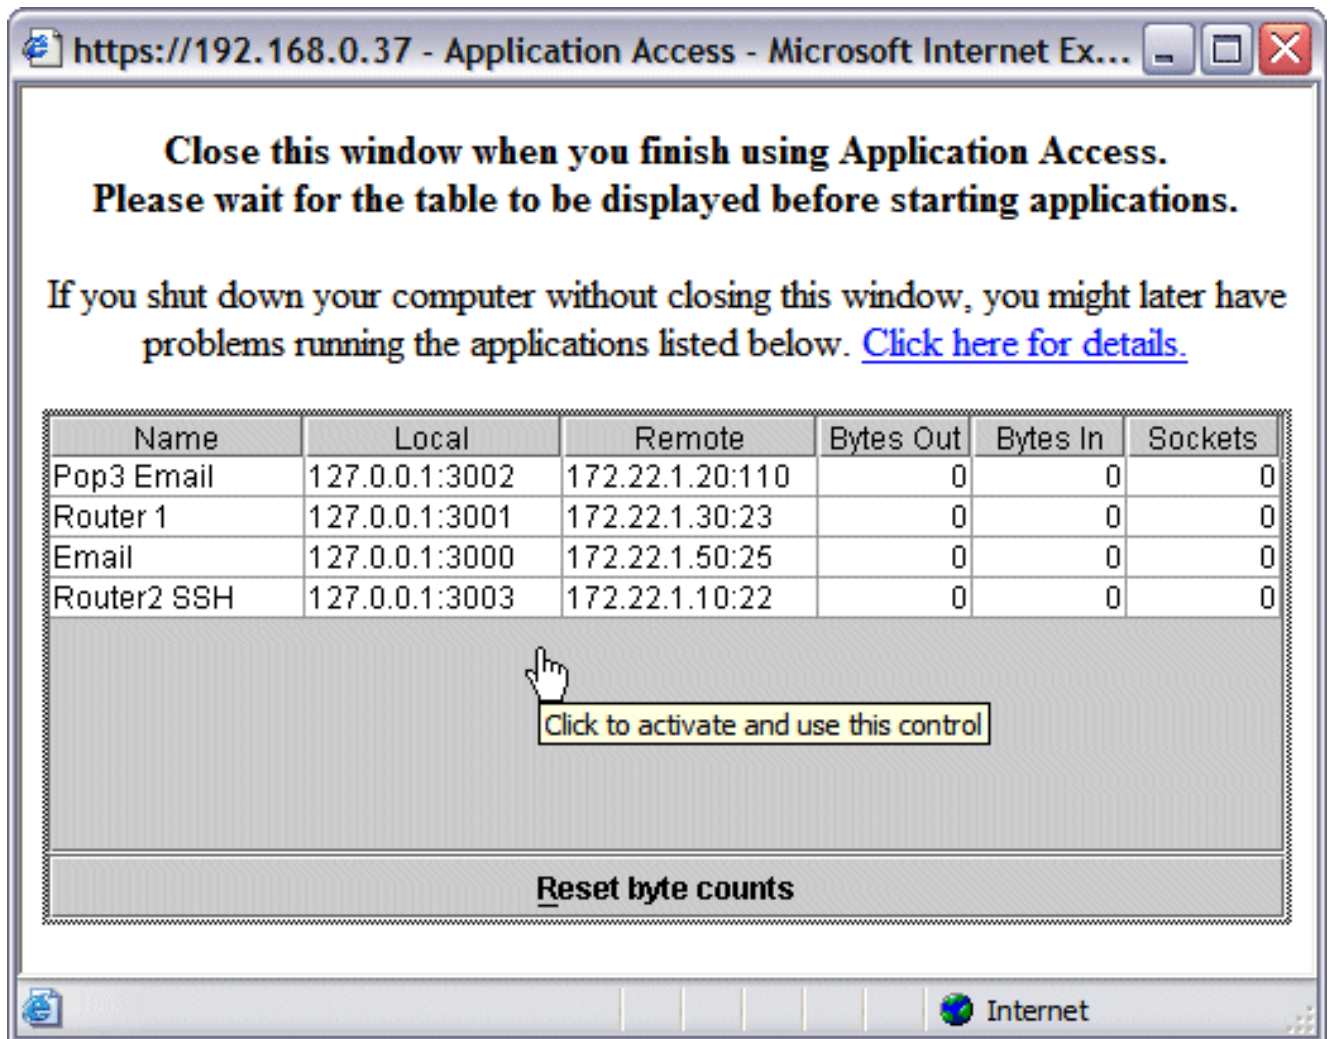 https://192.168.0.37 - Application Access - Microsoft Internet Ex...
Close this window when you finish using Application Access.
Please wait for the table to be displayed before starting applications.
If you shut down your computer without closing this window, you might later have
problems running the applications listed below. Click here for details.
Name Local Remote Bytes Out Bytes In Sockets
Pop3 Email 127.0.0.1:3002 172.22.1.20:110 0 0 0
Router 1 127.0.0.1:3001 172.22.1.30:23 0 0 0
Email 127.0.0.1:3000 172.22.1.50:25 0 0 0
Router2 SSH 127.0.0.1:3003 172.22.1.10:22 0 0 0
Click to activate and use this control
Reset byte counts
Internet